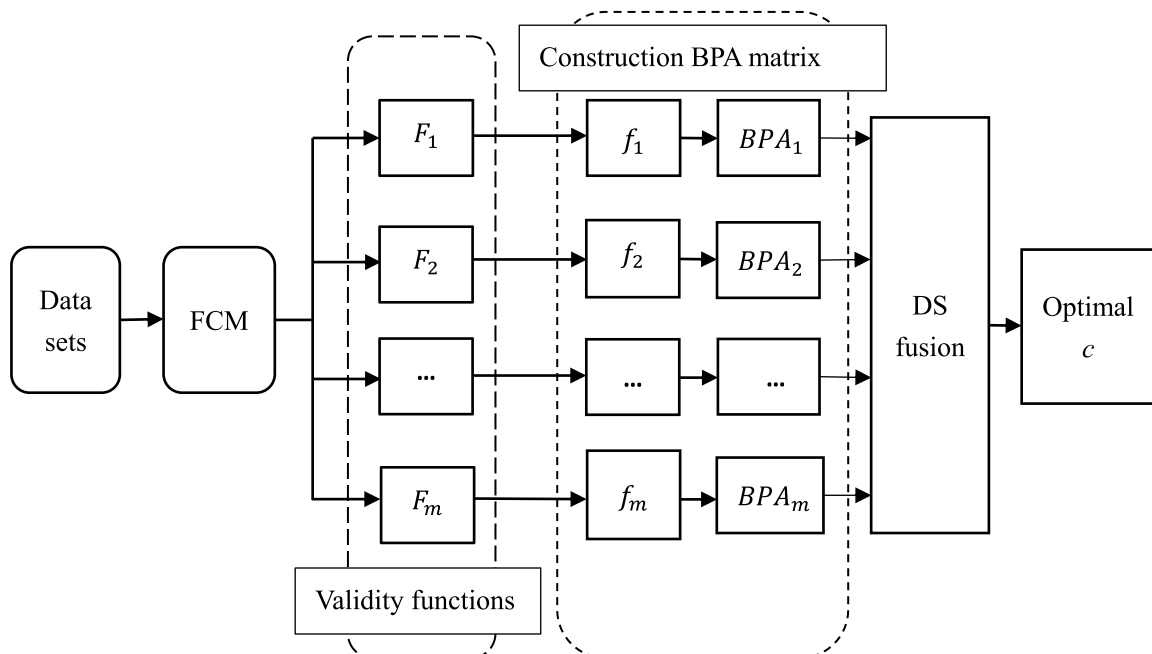 Construction BPA matrix
F₁
f₁
BPA₁
F₂
f₂
BPA₂
Data
sets
FCM
...
...
...
DS
fusion
Optimal
c
Fₘ
fₘ
BPAₘ
Validity functions